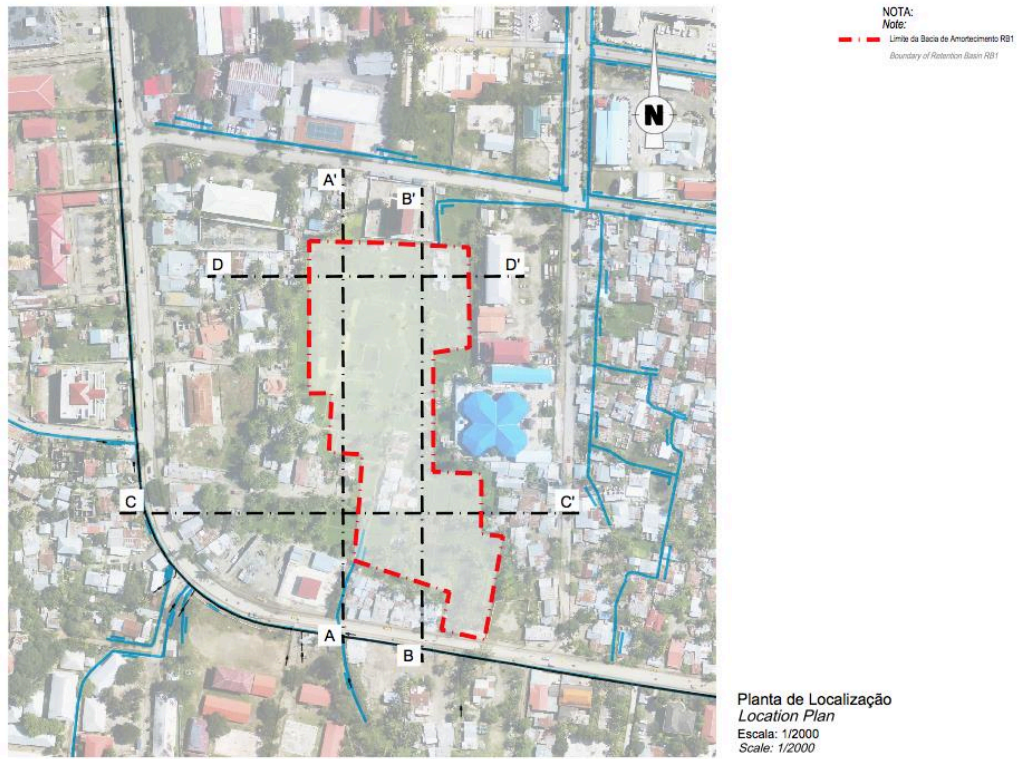 NOTA:
Note:
Limite da Bacia de Amortecimento RB1
Boundary of Retention Basin RB1
N
A'
B'
D
D'
C
C'
A
B
Planta de Localização
Location Plan
Escala: 1/2000
Scale: 1/2000